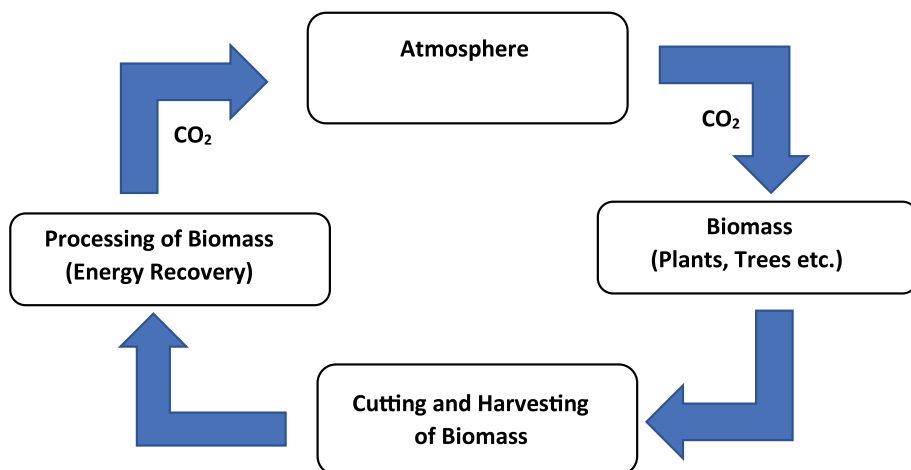 Atmosphere
CO₂
CO₂
Processing of Biomass
(Energy Recovery)
Biomass
(Plants, Trees etc.)
Cutting and Harvesting
of Biomass